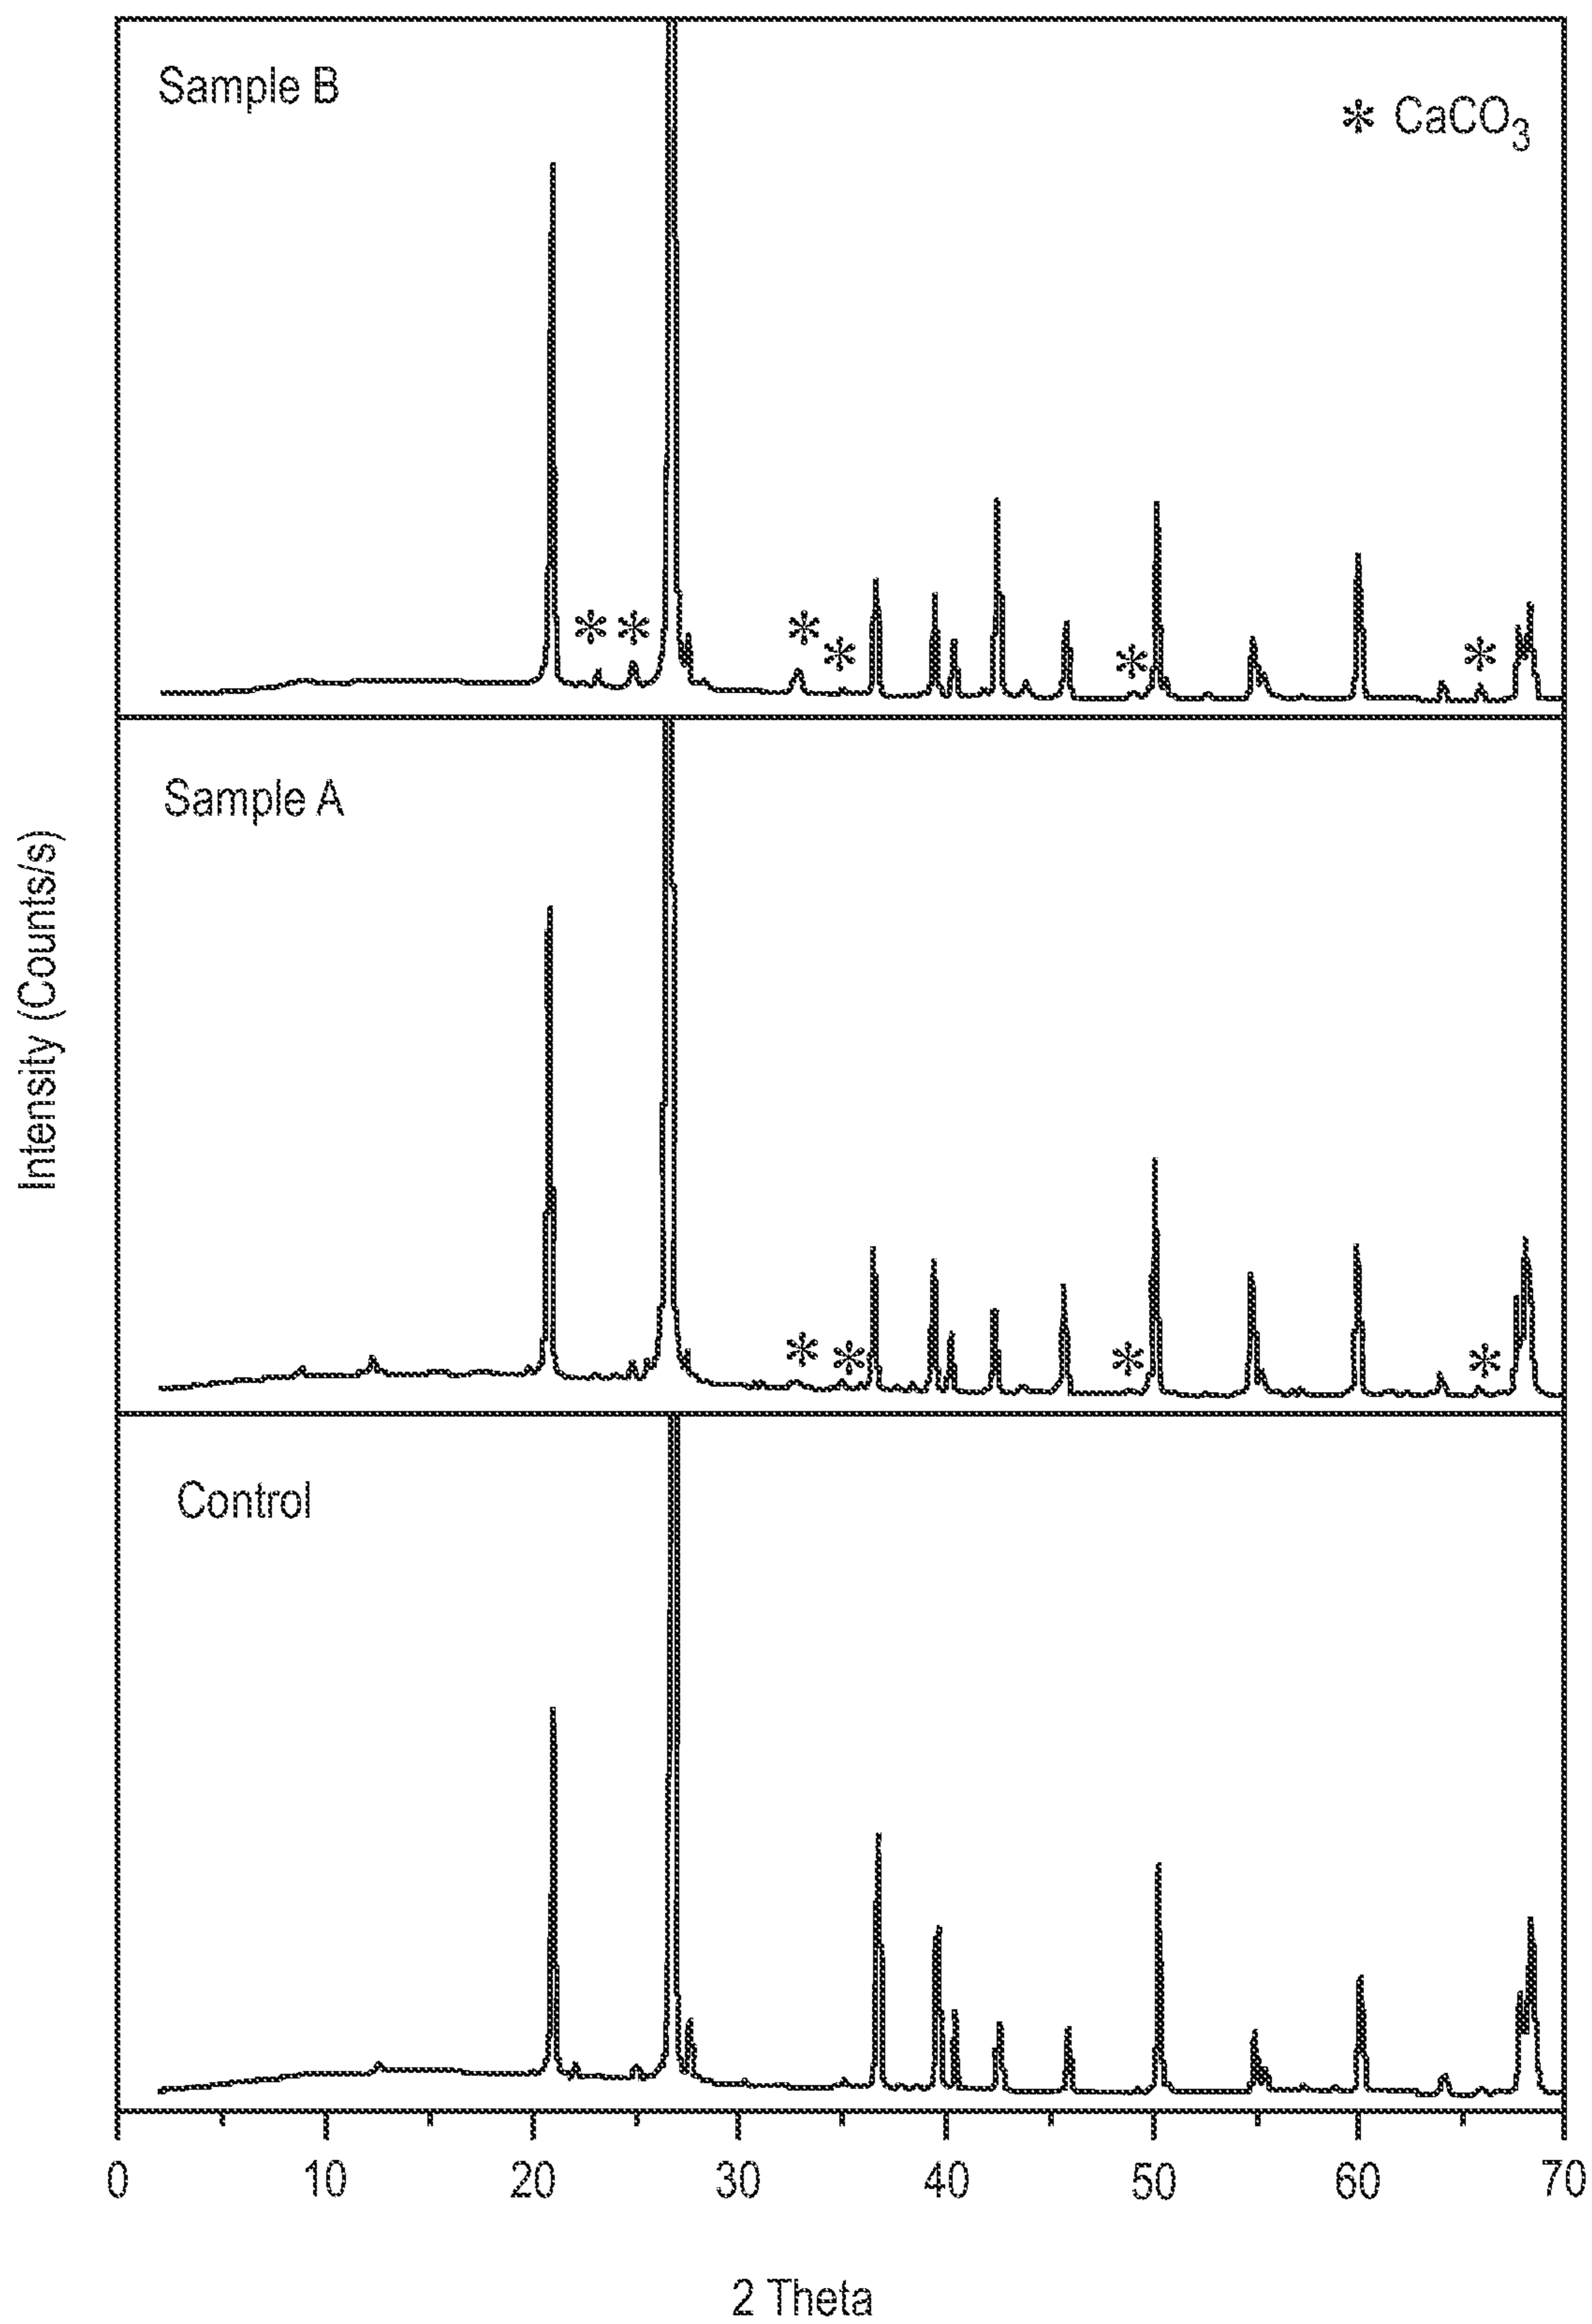 Sample B
* CaCO₃
* * * * * *
Sample A
* * * *
Control
Intensity (Counts/s)
0 10 20 30 40 50 60 70
2 Theta